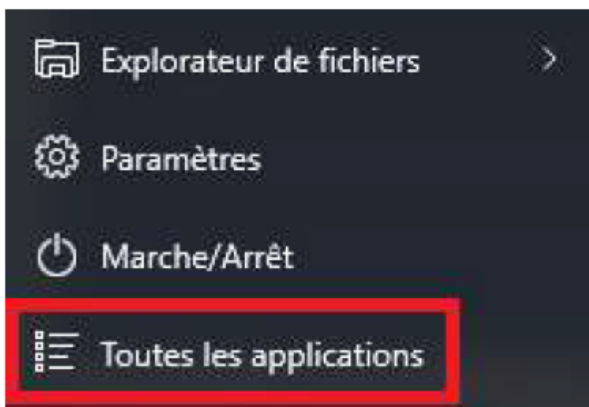 Explorateur de fichiers
Paramètres
Marche/Arrêt
Toutes les applications